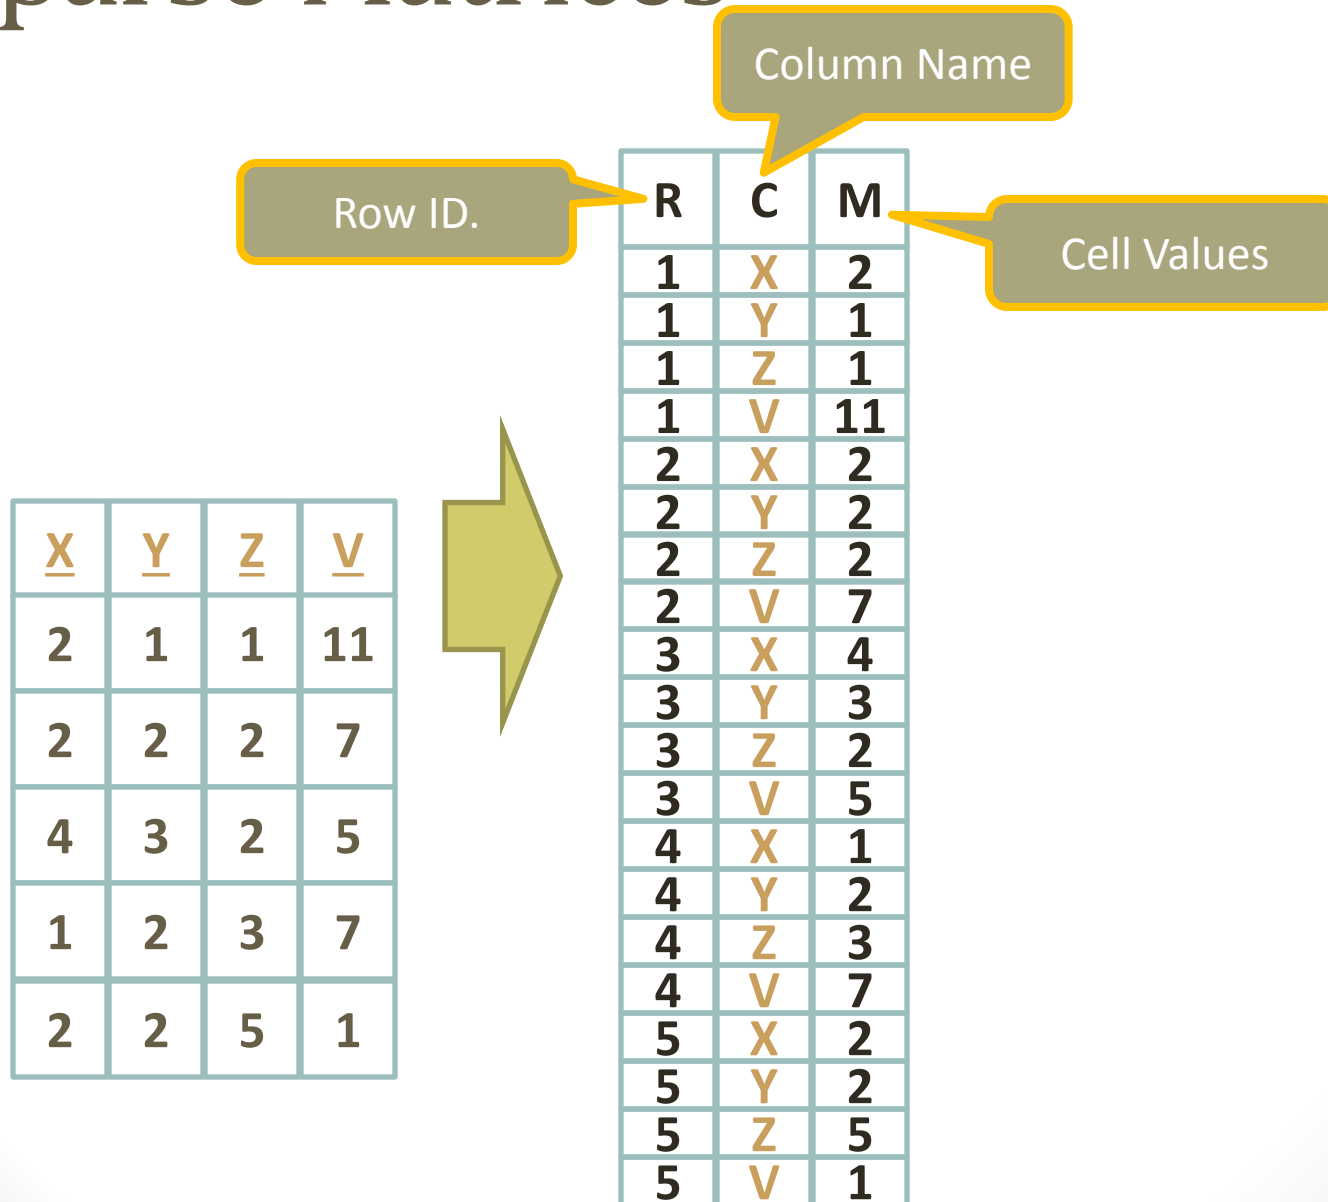 Matrices
Column Name
Row ID.
Cell Values
R C M
1 X 2
1 Y 1
1 Z 1
1 V 11
2 X 2
2 Y 2
2 Z 2
2 V 7
3 X 4
3 Y 3
3 Z 2
3 V 5
4 X 1
4 Y 2
4 Z 3
4 V 7
5 X 2
5 Y 2
5 Z 5
5 V 1
X Y Z V
2 1 1 11
2 2 2 7
4 3 2 5
1 2 3 7
2 2 5 1